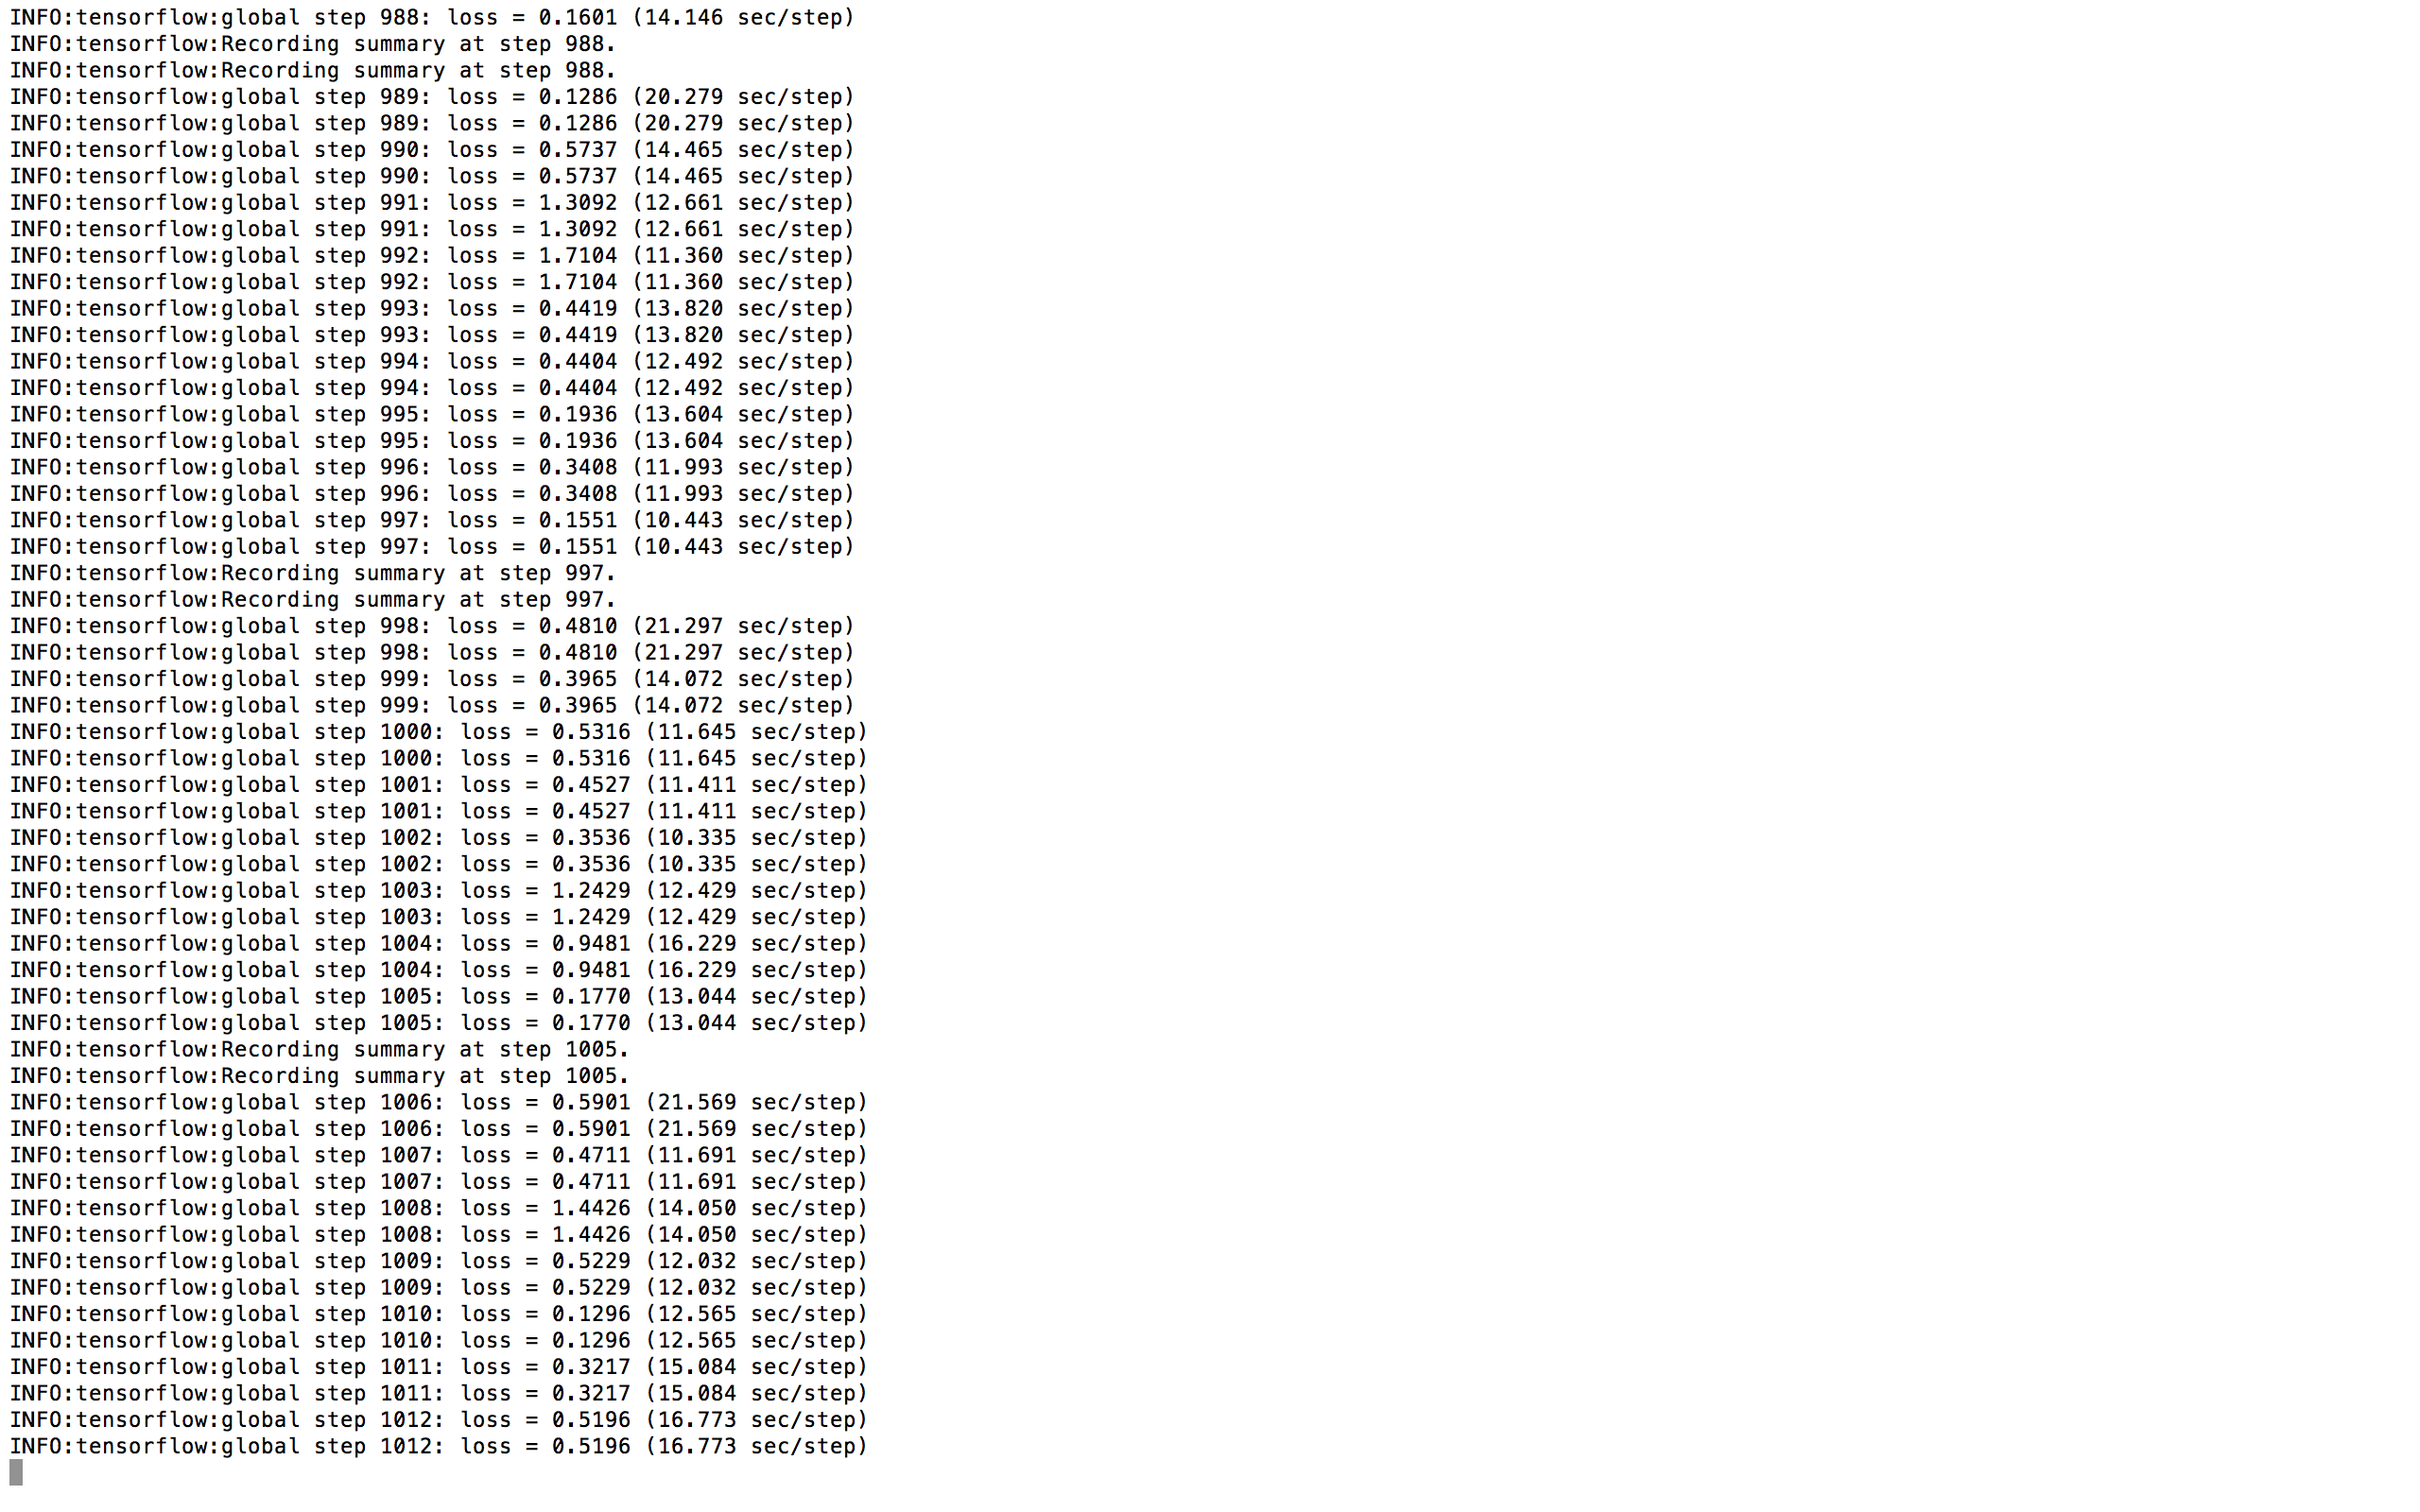 INFO:tensorflow:global step 988: loss = 0.1601 (14.146 sec/step)
INFO:tensorflow:Recording summary at step 988.
INFO:tensorflow:Recording summary at step 988.
INFO:tensorflow:global step 989: loss = 0.1286 (20.279 sec/step)
INFO:tensorflow:global step 989: loss = 0.1286 (20.279 sec/step)
INFO:tensorflow:global step 990: loss = 0.5737 (14.465 sec/step)
INFO:tensorflow:global step 990: loss = 0.5737 (14.465 sec/step)
INFO:tensorflow:global step 991: loss = 1.3092 (12.661 sec/step)
INFO:tensorflow:global step 991: loss = 1.3092 (12.661 sec/step)
INFO:tensorflow:global step 992: loss = 1.7104 (11.360 sec/step)
INFO:tensorflow:global step 992: loss = 1.7104 (11.360 sec/step)
INFO:tensorflow:global step 993: loss = 0.4419 (13.820 sec/step)
INFO:tensorflow:global step 993: loss = 0.4419 (13.820 sec/step)
INFO:tensorflow:global step 994: loss = 0.4404 (12.492 sec/step)
INFO:tensorflow:global step 994: loss = 0.4404 (12.492 sec/step)
INFO:tensorflow:global step 995: loss = 0.1936 (13.604 sec/step)
INFO:tensorflow:global step 995: loss = 0.1936 (13.604 sec/step)
INFO:tensorflow:global step 996: loss = 0.3408 (11.993 sec/step)
INFO:tensorflow:global step 996: loss = 0.3408 (11.993 sec/step)
INFO:tensorflow:global step 997: loss = 0.1551 (10.443 sec/step)
INFO:tensorflow:global step 997: loss = 0.1551 (10.443 sec/step)
INFO:tensorflow:Recording summary at step 997.
INFO:tensorflow:Recording summary at step 997.
INFO:tensorflow:global step 998: loss = 0.4810 (21.297 sec/step)
INFO:tensorflow:global step 998: loss = 0.4810 (21.297 sec/step)
INFO:tensorflow:global step 999: loss = 0.3965 (14.072 sec/step)
INFO:tensorflow:global step 999: loss = 0.3965 (14.072 sec/step)
INFO:tensorflow:global step 1000: loss = 0.5316 (11.645 sec/step)
INFO:tensorflow:global step 1000: loss = 0.5316 (11.645 sec/step)
INFO:tensorflow:global step 1001: loss = 0.4527 (11.411 sec/step)
INFO:tensorflow:global step 1001: loss = 0.4527 (11.411 sec/step)
INFO:tensorflow:global step 1002: loss = 0.3536 (10.335 sec/step)
INFO:tensorflow:global step 1002: loss = 0.3536 (10.335 sec/step)
INFO:tensorflow:global step 1003: loss = 1.2429 (12.429 sec/step)
INFO:tensorflow:global step 1003: loss = 1.2429 (12.429 sec/step)
INFO:tensorflow:global step 1004: loss = 0.9481 (16.229 sec/step)
INFO:tensorflow:global step 1004: loss = 0.9481 (16.229 sec/step)
INFO:tensorflow:global step 1005: loss = 0.1770 (13.044 sec/step)
INFO:tensorflow:global step 1005: loss = 0.1770 (13.044 sec/step)
INFO:tensorflow:Recording summary at step 1005.
INFO:tensorflow:Recording summary at step 1005.
INFO:tensorflow:global step 1006: loss = 0.5901 (21.569 sec/step)
INFO:tensorflow:global step 1006: loss = 0.5901 (21.569 sec/step)
INFO:tensorflow:global step 1007: loss = 0.4711 (11.691 sec/step)
INFO:tensorflow:global step 1007: loss = 0.4711 (11.691 sec/step)
INFO:tensorflow:global step 1008: loss = 1.4426 (14.050 sec/step)
INFO:tensorflow:global step 1008: loss = 1.4426 (14.050 sec/step)
INFO:tensorflow:global step 1009: loss = 0.5229 (12.032 sec/step)
INFO:tensorflow:global step 1009: loss = 0.5229 (12.032 sec/step)
INFO:tensorflow:global step 1010: loss = 0.1296 (12.565 sec/step)
INFO:tensorflow:global step 1010: loss = 0.1296 (12.565 sec/step)
INFO:tensorflow:global step 1011: loss = 0.3217 (15.084 sec/step)
INFO:tensorflow:global step 1011: loss = 0.3217 (15.084 sec/step)
INFO:tensorflow:global step 1012: loss = 0.5196 (16.773 sec/step)
INFO:tensorflow:global step 1012: loss = 0.5196 (16.773 sec/step)